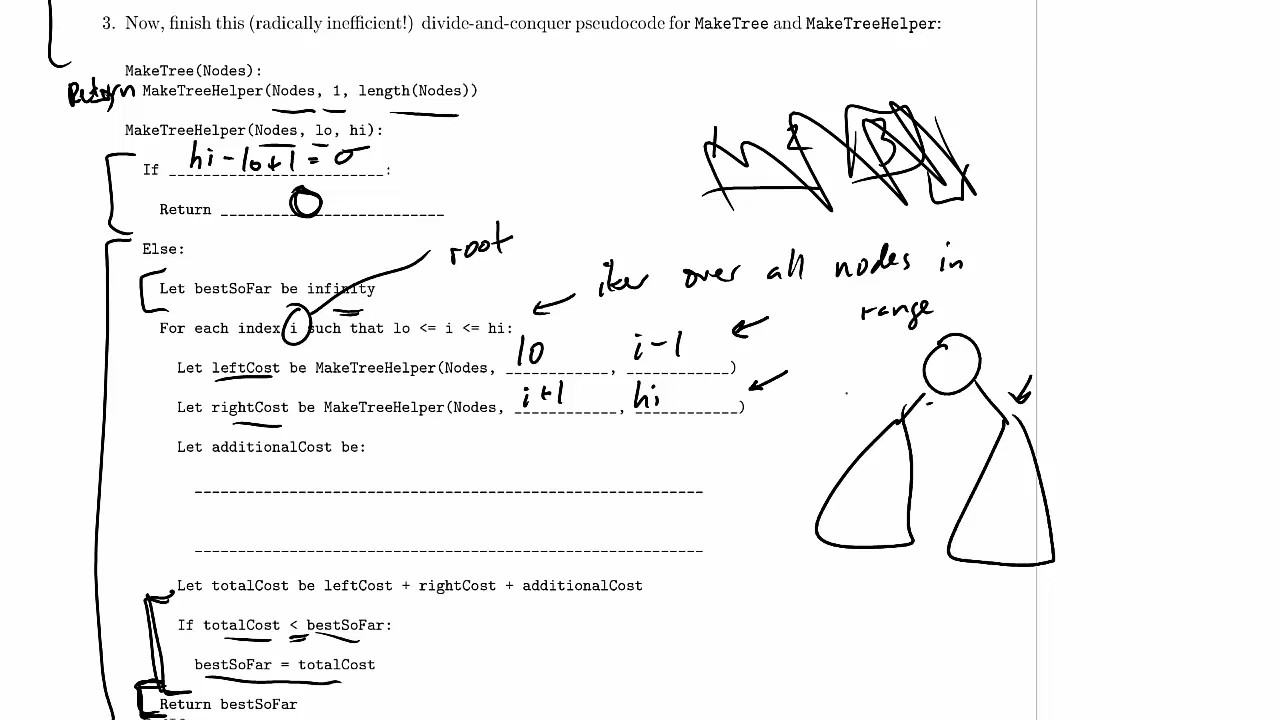 3. Now, finish this (radically inefficient!) divide-and-conquer pseudocode for MakeTree and MakeTreeHelper:
MakeTree(Nodes):
Return MakeTreeHelper(Nodes, 1, length(Nodes))
MakeTreeHelper(Nodes, lo, hi):
If hi - lo + 1 = 0:
Return 0
Else:
root
Let bestSoFar be infinity
iter over all nodes in
range
For each index i such that lo <= i <= hi:
Let leftCost be MakeTreeHelper(Nodes, lo, i-1)
Let rightCost be MakeTreeHelper(Nodes, i+1, hi)
Let additionalCost be:
Let totalCost be leftCost + rightCost + additionalCost
If totalCost < bestSoFar:
bestSoFar = totalCost
Return bestSoFar